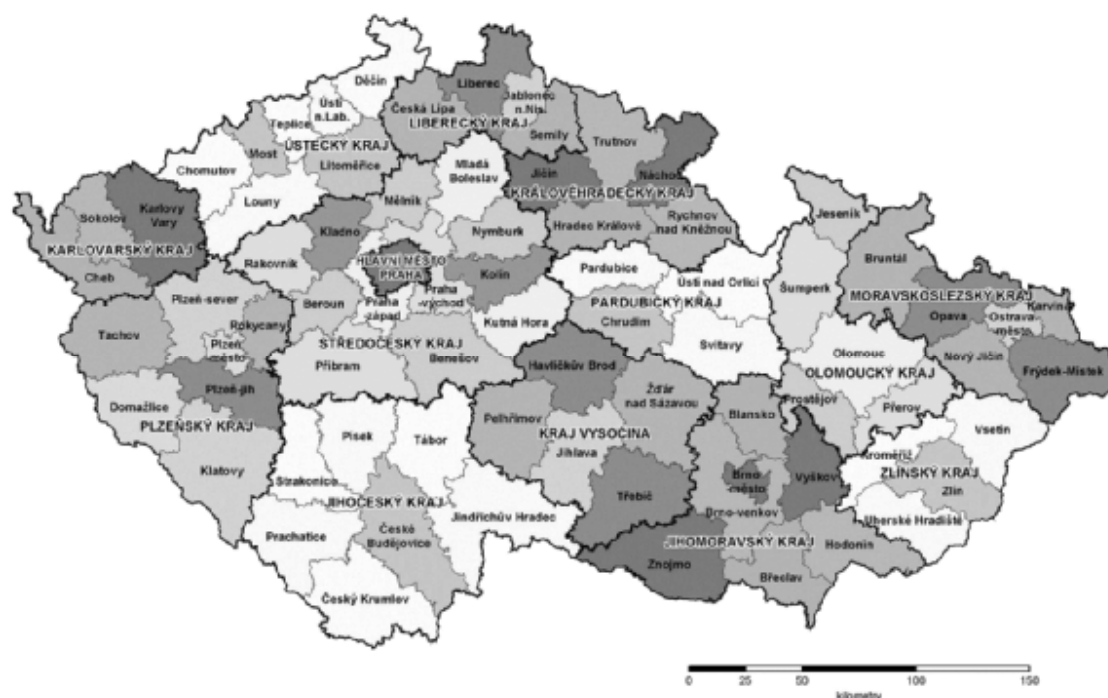 Děčín
Liberec
Ústí
n.Lab.
Česká Lípa
Jablonec
n.Nis.
Teplice
LIBERECKÝ KRAJ
Trutnov
ÚSTECKÝ KRAJ
Semily
Most
Litoměřice
Chomutov
Mladá
Boleslav
Jičín
Náchod
KRÁLOVÉHRADECKÝ KRAJ
Louny
Mělník
Jeseník
Sokolov
Karlovy
Vary
Kladno
Nymburk
Hradec Králové
Rychnov
nad Kněžnou
KARLOVARSKÝ KRAJ
HLAVNÍ MĚSTO
PRAHA
Bruntál
Cheb
Rakovník
Kolín
Pardubice
Ústí nad Orlicí
Šumperk
Plzeň-sever
Beroun
Praha
-západ
Praha
-východ
PARDUBICKÝ KRAJ
MORAVSKOSLEZSKÝ KRAJ
Karviná
Rokycany
Kutná Hora
Chrudim
Opava
Ostrava-
město
Tachov
Plzeň
město
STŘEDOČESKÝ KRAJ
Svitavy
Olomouc
Nový Jičín
Příbram
Benešov
Havlíčkův Brod
OLOMOUCKÝ KRAJ
Frýdek-Místek
Plzeň-jih
Žďár
nad Sázavou
Prostějov
Přerov
Domažlice
Pelhřimov
Blansko
PLZEŇSKÝ KRAJ
Písek
Tábor
KRAJ VYSOČINA
Vsetín
Klatovy
Jihlava
Kroměříž
Strakonice
Brno-
město
Vyškov
ZLÍNSKÝ KRAJ
Třebíč
Zlín
JIHOČESKÝ KRAJ
Jindřichův Hradec
Brno-venkov
Uherské Hradiště
Prachatice
České
Budějovice
JIHOMORAVSKÝ KRAJ
Hodonín
Znojmo
Břeclav
Český Krumlov
0 25 50 100 150
kilometry